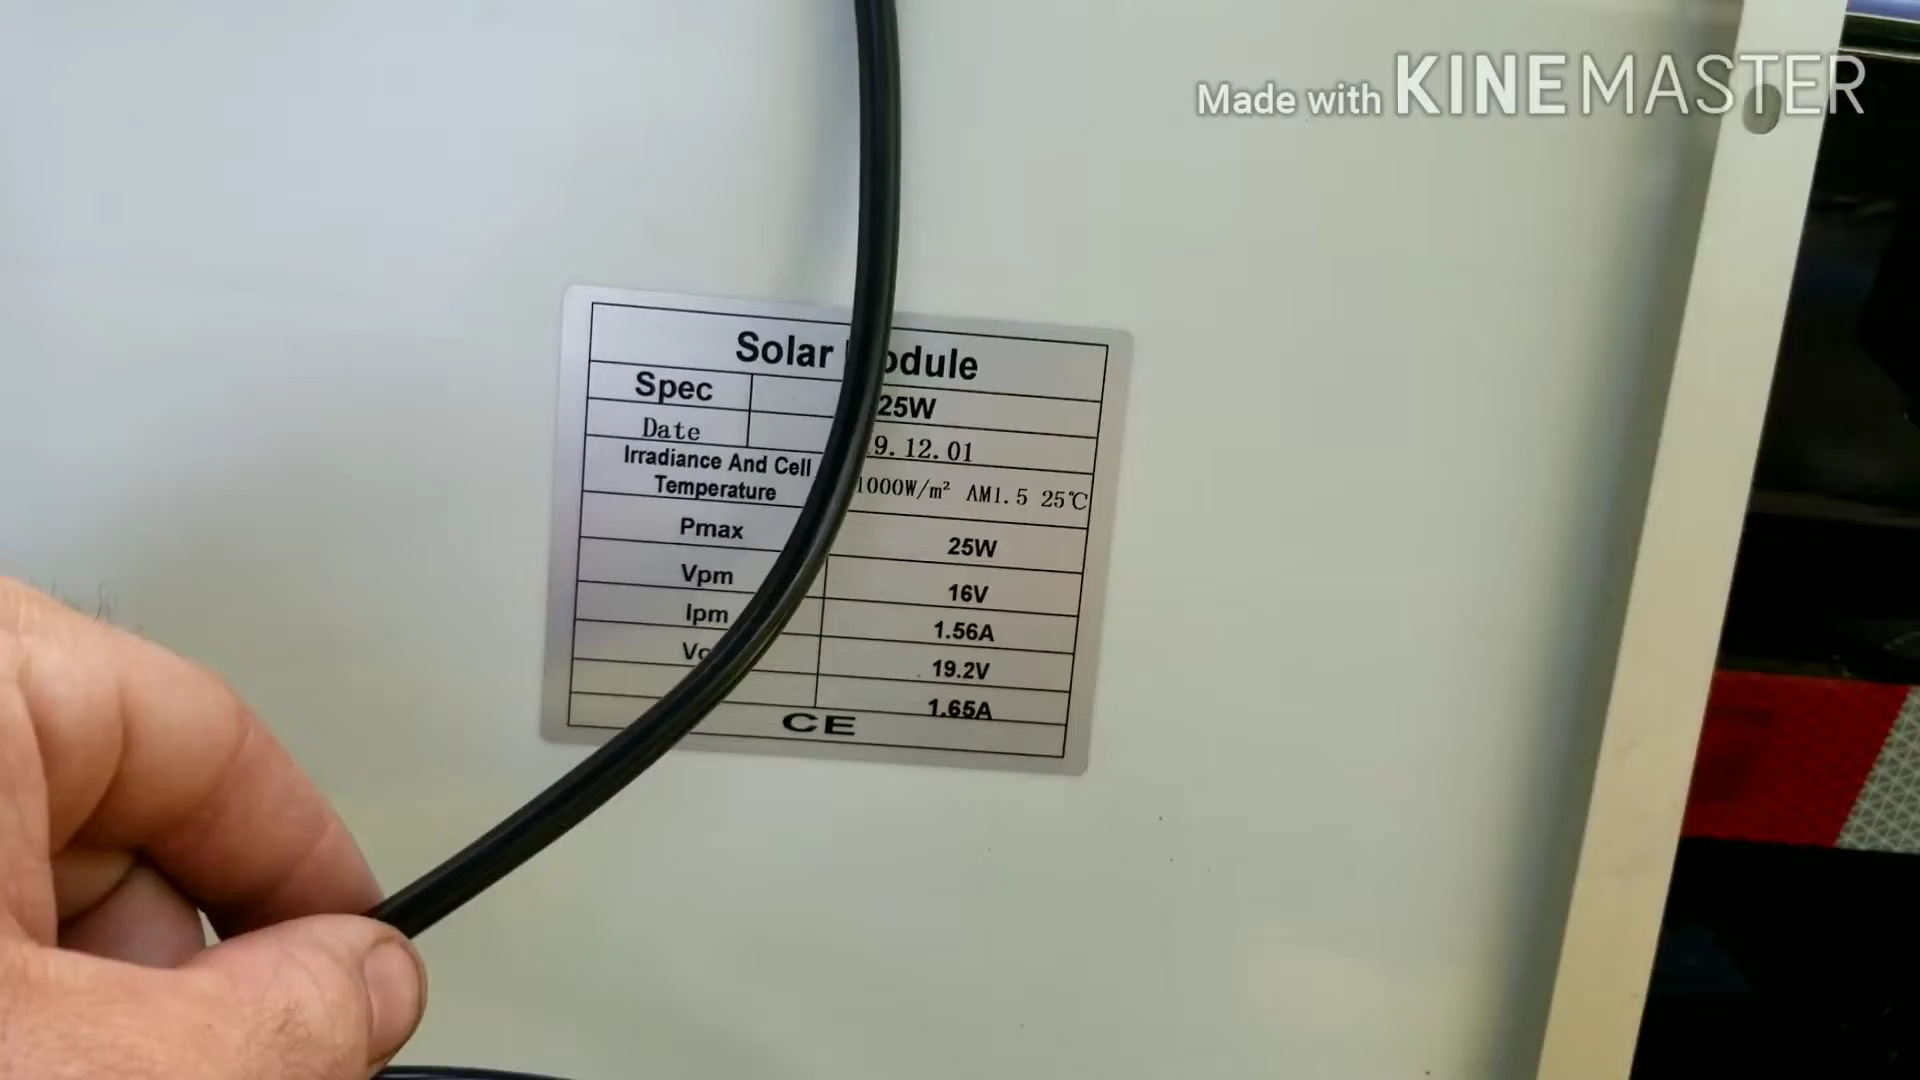 Made with KINEMASTER
Solar odule
Spec 25W
Date 9.12.01
Irradiance And Cell
Temperature 1000W/m² AM1.5 25℃
Pmax 25W
Vpm 16V
Ipm 1.56A
19.2V
1.65A
CE